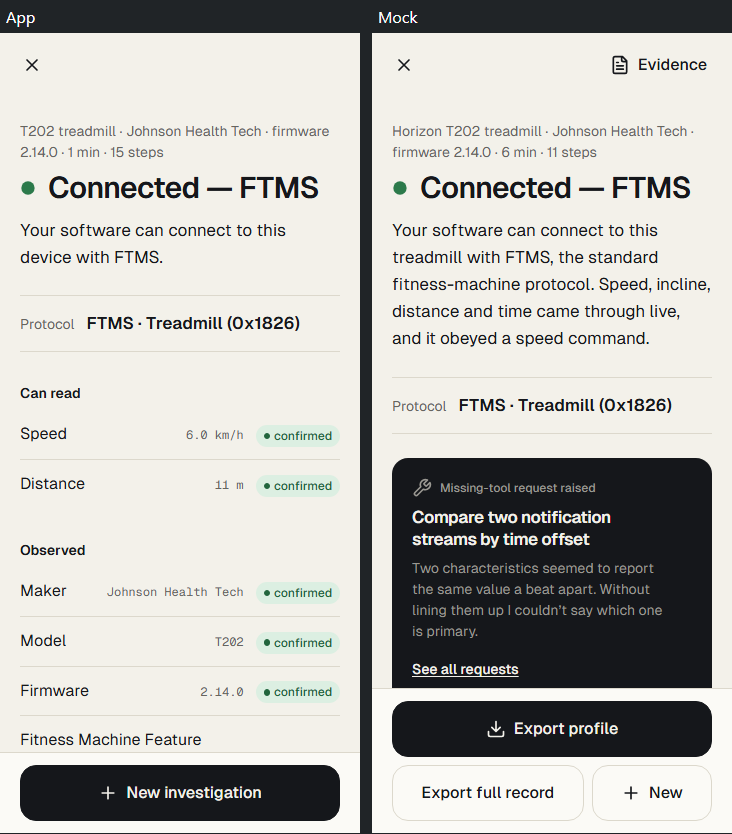 App
T202 treadmill · Johnson Health Tech · firmware
2.14.0 · 1 min · 15 steps
Connected — FTMS
Your software can connect to this
device with FTMS.
Protocol FTMS · Treadmill (0x1826)
Can read
Speed 6.0 km/h confirmed
Distance 11 m confirmed
Observed
Maker Johnson Health Tech confirmed
Model T202 confirmed
Firmware 2.14.0 confirmed
Fitness Machine Feature
New investigation
Mock
Evidence
Horizon T202 treadmill · Johnson Health Tech ·
firmware 2.14.0 · 6 min · 11 steps
Connected — FTMS
Your software can connect to this
treadmill with FTMS, the standard
fitness-machine protocol. Speed, incline,
distance and time came through live,
and it obeyed a speed command.
Protocol FTMS · Treadmill (0x1826)
Missing-tool request raised
Compare two notification
streams by time offset
Two characteristics seemed to report
the same value a beat apart. Without
lining them up I couldn’t say which one
is primary.
See all requests
Export profile
Export full record
New